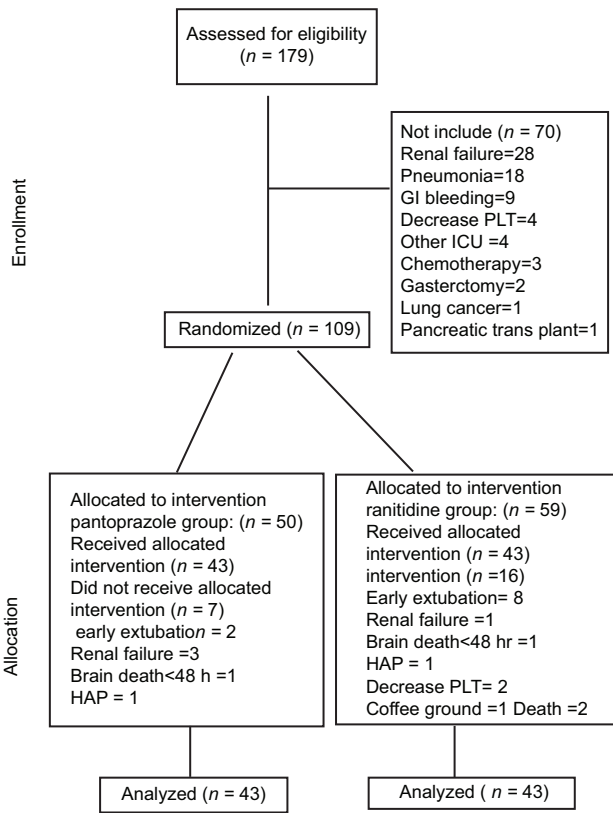 Assessed for eligibility
(n = 179)
Enrollment
Not include (n = 70)
Renal failure=28
Pneumonia=18
GI bleeding=9
Decrease PLT=4
Other ICU =4
Chemotherapy=3
Gasterctomy=2
Lung cancer=1
Pancreatic trans plant=1
Randomized (n = 109)
Allocation
Allocated to intervention
pantoprazole group: (n = 50)
Received allocated
intervention (n = 43)
Did not receive allocated
intervention (n = 7)
early extubation = 2
Renal failure =3
Brain death<48 h =1
HAP = 1
Allocated to intervention
ranitidine group: (n = 59)
Received allocated
intervention (n = 43)
intervention (n =16)
Early extubation= 8
Renal failure =1
Brain death<48 hr =1
HAP = 1
Decrease PLT= 2
Coffee ground =1 Death =2
Analyzed (n = 43)
Analyzed ( n = 43)